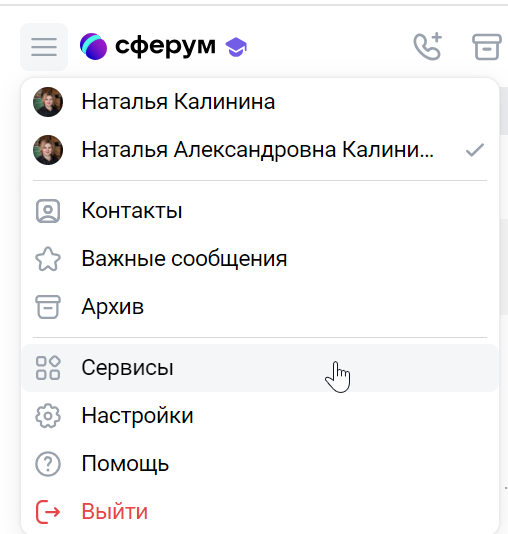 сферум
Наталья Калинина
Наталья Александровна Калини...
Контакты
Важные сообщения
Архив
Сервисы
Настройки
Помощь
Выйти